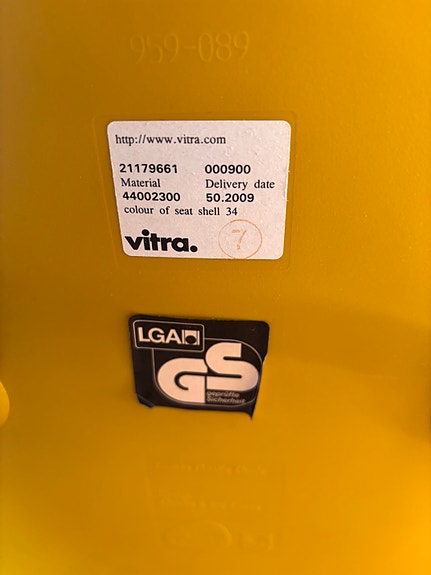 959-089
http://www.vitra.com
21179661 000900
Material Delivery date
44002300 50.2009
colour of seat shell 34
vitra. 7
LGA
GS
geprüfte
Sicherheit